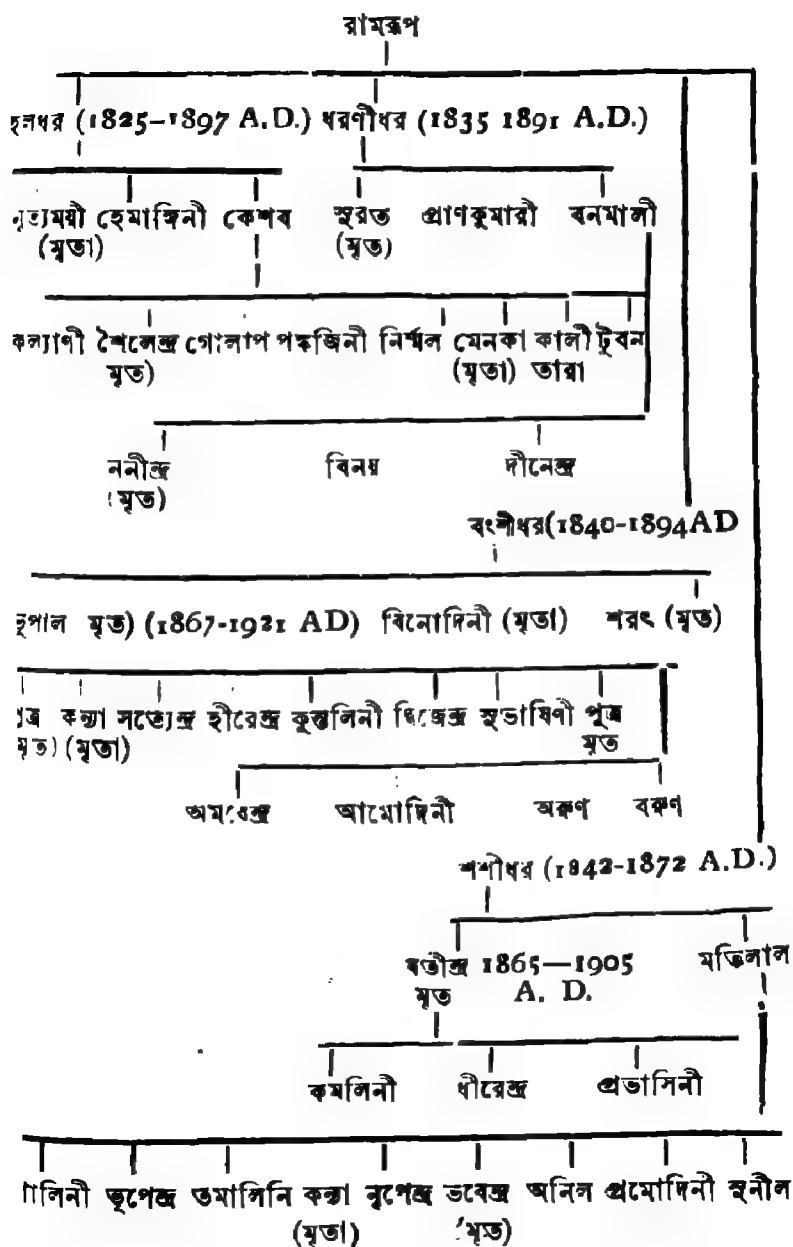 রামরূপ
হলধর (1825–1897 A.D.) ধরণীধর (1835 1891 A.D.)
নৃত্যময়ী হেমাঙ্গিনী কেশব সুরত প্রাণকুমারী বনমালী
(মৃতা) (মৃত)
কল্যাণী শৈলেন্দ্র গোলাপ পঙ্কজিনী নির্ম্মল মেনকা কালী টুবন
মৃত) (মৃতা) তারা
ননীন্দ্র বিনয় দীনেন্দ্র
(মৃত)
বংশীধর(1840-1894AD
ভূপাল মৃত) (1867-1921 AD) বিনোদিনী (মৃতা) শরৎ (মৃত)
পুত্র কন্যা সত্যেন্দ্র হীরেন্দ্র কুন্তলিনী দ্বিজেন্দ্র সুভাষিণী পুত্র
মৃত) (মৃতা) মৃত
অমরেন্দ্র আমোদিনী অরুণ বরুণ
শশীধর (1842-1872 A.D.)
যতীন্দ্র 1865—1905 মতিলাল
মৃত A. D.
কমলিনী ধীরেন্দ্র প্রভাসিনী
ভূপেন্দ্র তমালিনি কন্যা নৃপেন্দ্র ভবেন্দ্র অনিল প্রমোদিনী সুনীল
(মৃতা) (মৃত)